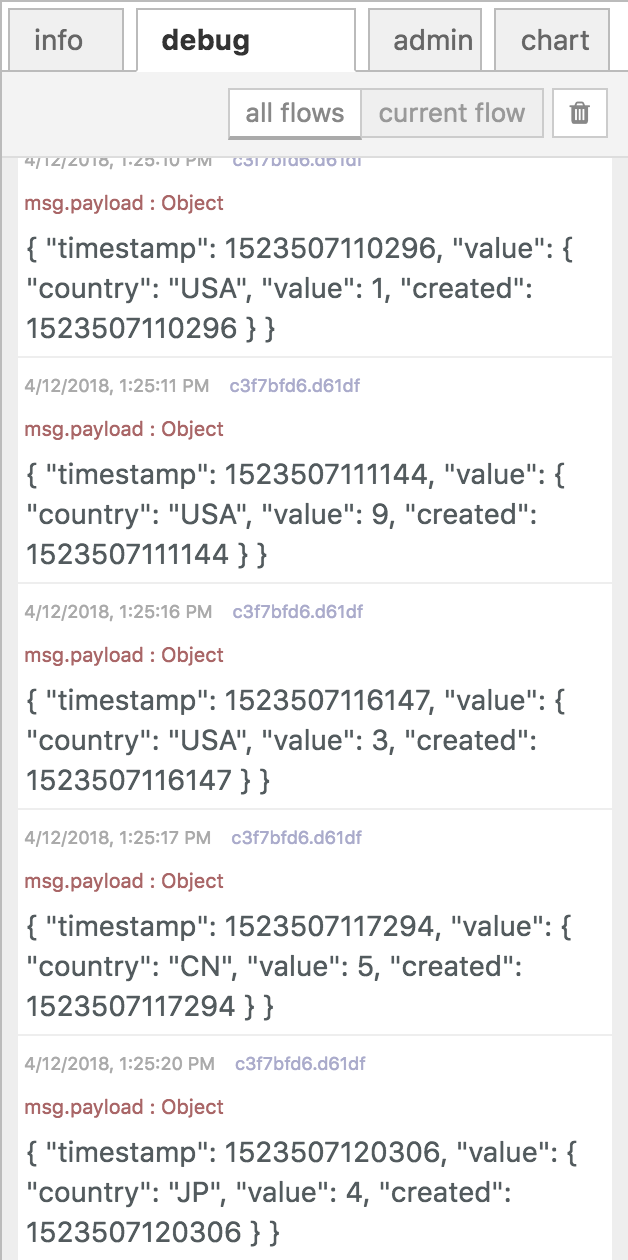 info debug admin chart
all flows current flow
4/12/2018, 1:25:10 PM c3f7bfd6.d61df
msg.payload : Object
{ "timestamp": 1523507110296, "value": {
"country": "USA", "value": 1, "created":
1523507110296 } }
4/12/2018, 1:25:11 PM c3f7bfd6.d61df
msg.payload : Object
{ "timestamp": 1523507111144, "value": {
"country": "USA", "value": 9, "created":
1523507111144 } }
4/12/2018, 1:25:16 PM c3f7bfd6.d61df
msg.payload : Object
{ "timestamp": 1523507116147, "value": {
"country": "USA", "value": 3, "created":
1523507116147 } }
4/12/2018, 1:25:17 PM c3f7bfd6.d61df
msg.payload : Object
{ "timestamp": 1523507117294, "value": {
"country": "CN", "value": 5, "created":
1523507117294 } }
4/12/2018, 1:25:20 PM c3f7bfd6.d61df
msg.payload : Object
{ "timestamp": 1523507120306, "value": {
"country": "JP", "value": 4, "created":
1523507120306 } }